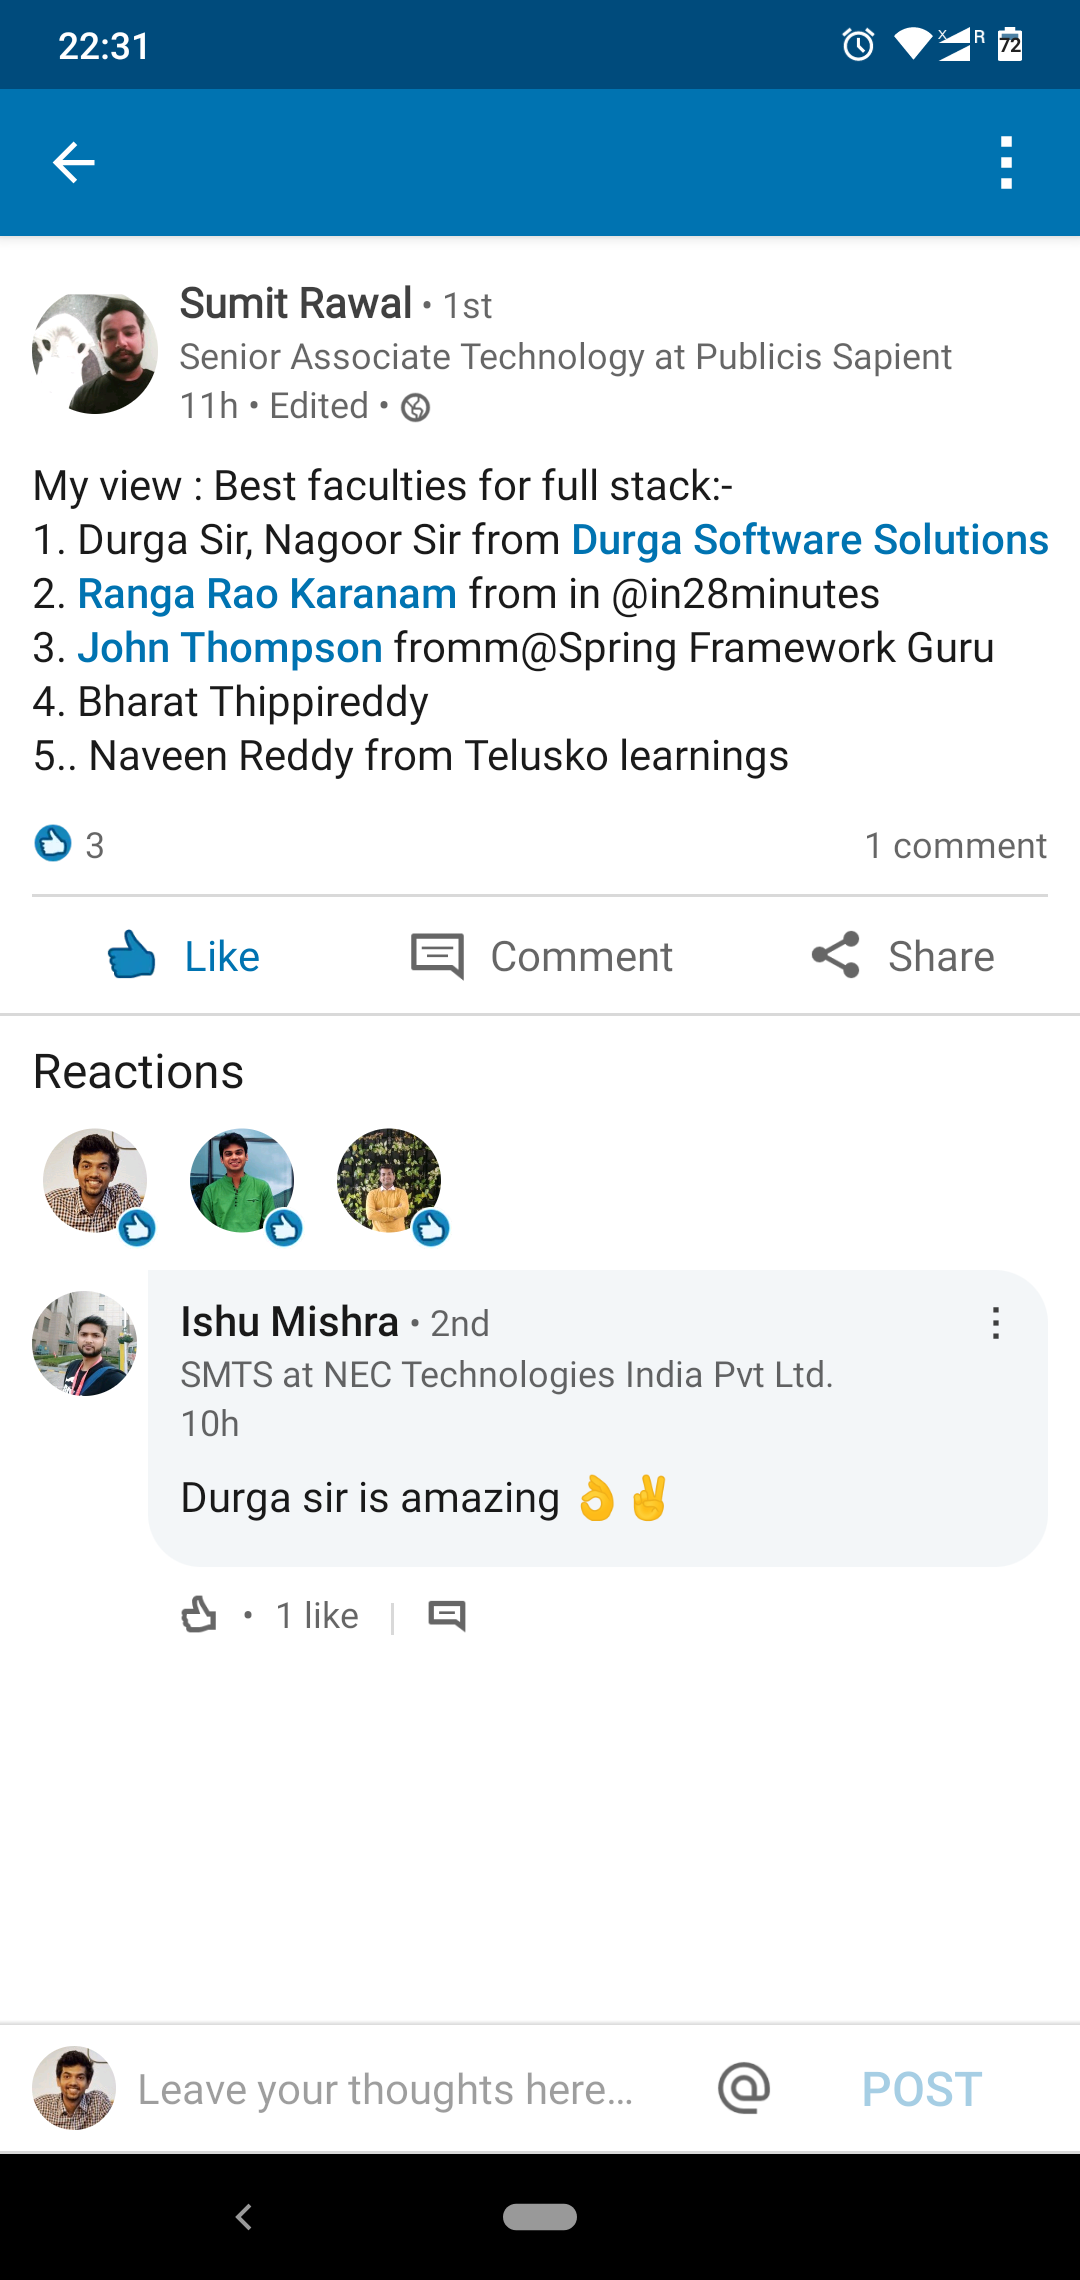 22:31
X R 72
Sumit Rawal • 1st
Senior Associate Technology at Publicis Sapient
11h • Edited •
My view : Best faculties for full stack:-
1. Durga Sir, Nagoor Sir from Durga Software Solutions
2. Ranga Rao Karanam from in @in28minutes
3. John Thompson fromm@Spring Framework Guru
4. Bharat Thippireddy
5.. Naveen Reddy from Telusko learnings
3 1 comment
Like Comment Share
Reactions
Ishu Mishra • 2nd
SMTS at NEC Technologies India Pvt Ltd.
10h
Durga sir is amazing 👌✌
• 1 like |
Leave your thoughts here... @ POST